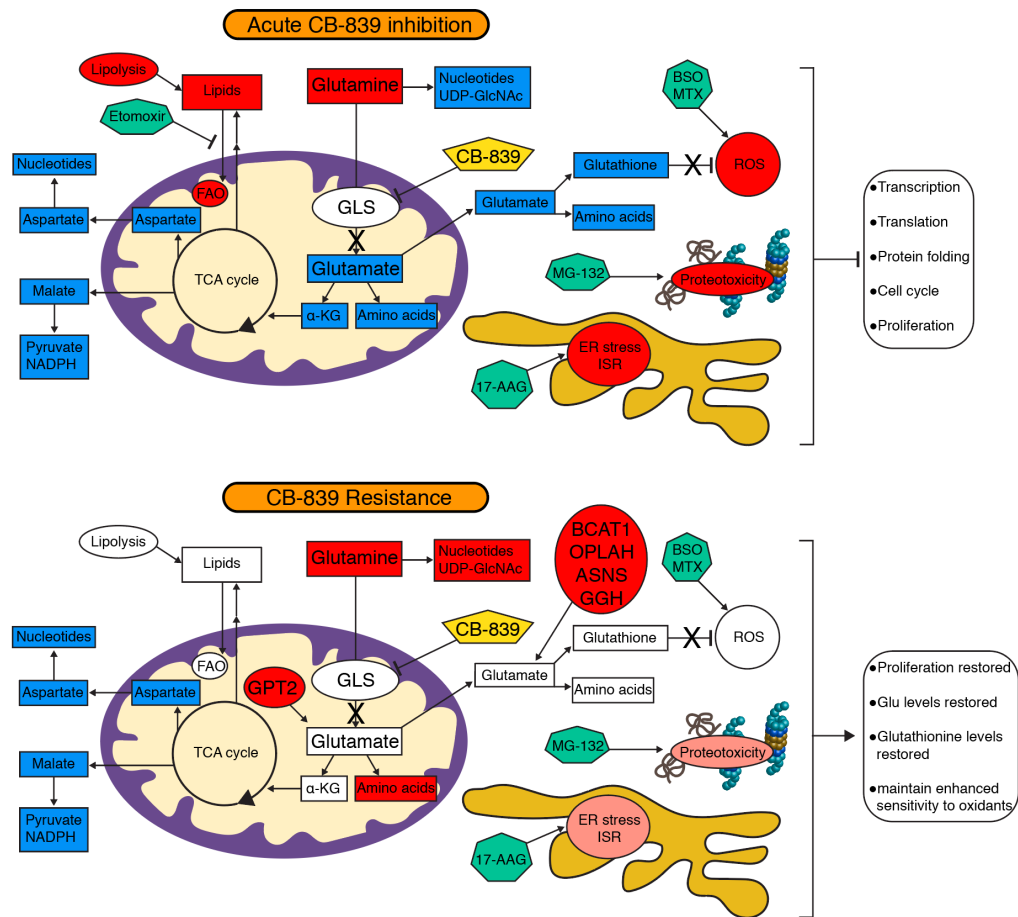 Acute CB-839 inhibition
Lipolysis
Lipids
Etomoxir
Glutamine
Nucleotides
UDP-GlcNAc
BSO
MTX
CB-839
Nucleotides
Aspartate
Aspartate
FAO
GLS
Glutathione
X
ROS
Glutamate
Amino acids
X
TCA cycle
Glutamate
Malate
α-KG
Amino acids
Pyruvate
NADPH
MG-132
Proteotoxicity
ER stress
ISR
17-AAG
●Transcription
●Translation
●Protein folding
●Cell cycle
●Proliferation
CB-839 Resistance
Lipolysis
Lipids
Glutamine
Nucleotides
UDP-GlcNAc
BCAT1
OPLAH
ASNS
GGH
BSO
MTX
CB-839
Nucleotides
Aspartate
Aspartate
FAO
GPT2
GLS
Glutathione
X
ROS
Glutamate
Amino acids
X
TCA cycle
Glutamate
Malate
α-KG
Amino acids
Pyruvate
NADPH
MG-132
Proteotoxicity
ER stress
ISR
17-AAG
●Proliferation restored
●Glu levels restored
●Glutathionine levels
restored
●maintain enhanced
sensitivity to oxidants